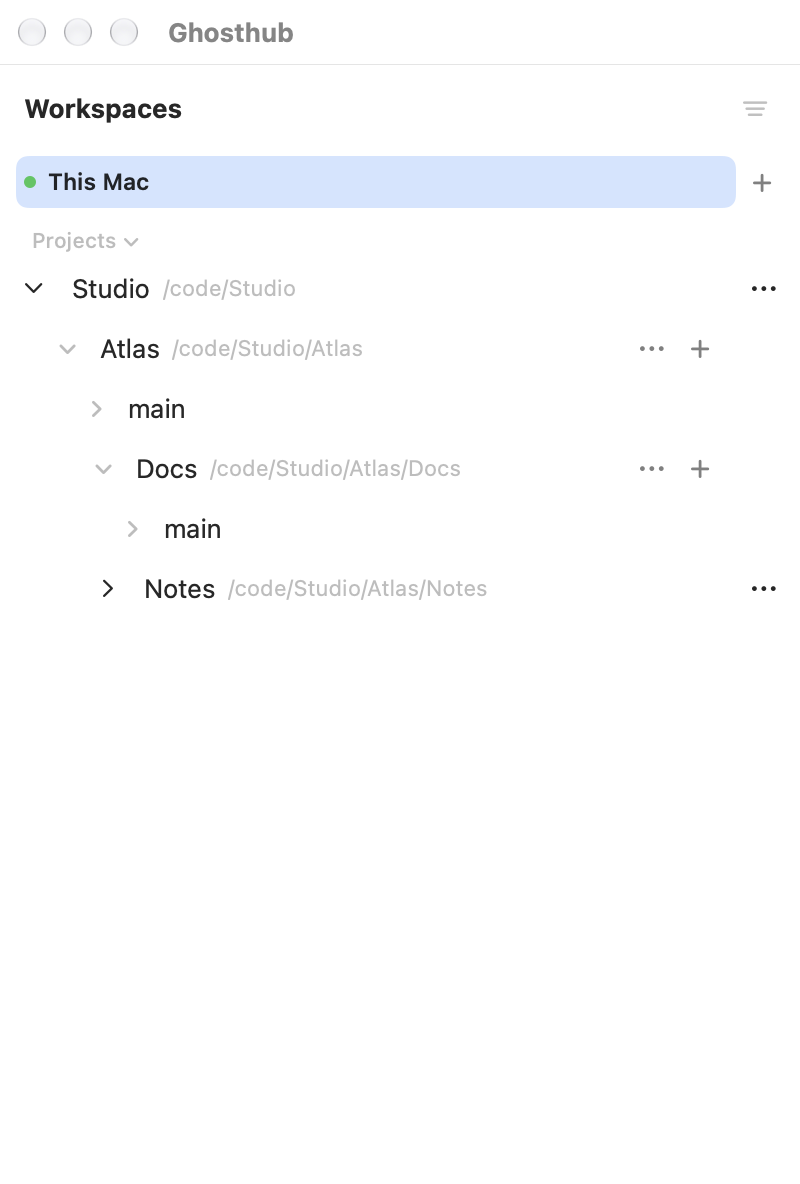 Ghosthub
Workspaces
This Mac
Projects
Studio /code/Studio
Atlas /code/Studio/Atlas
main
Docs /code/Studio/Atlas/Docs
main
Notes /code/Studio/Atlas/Notes